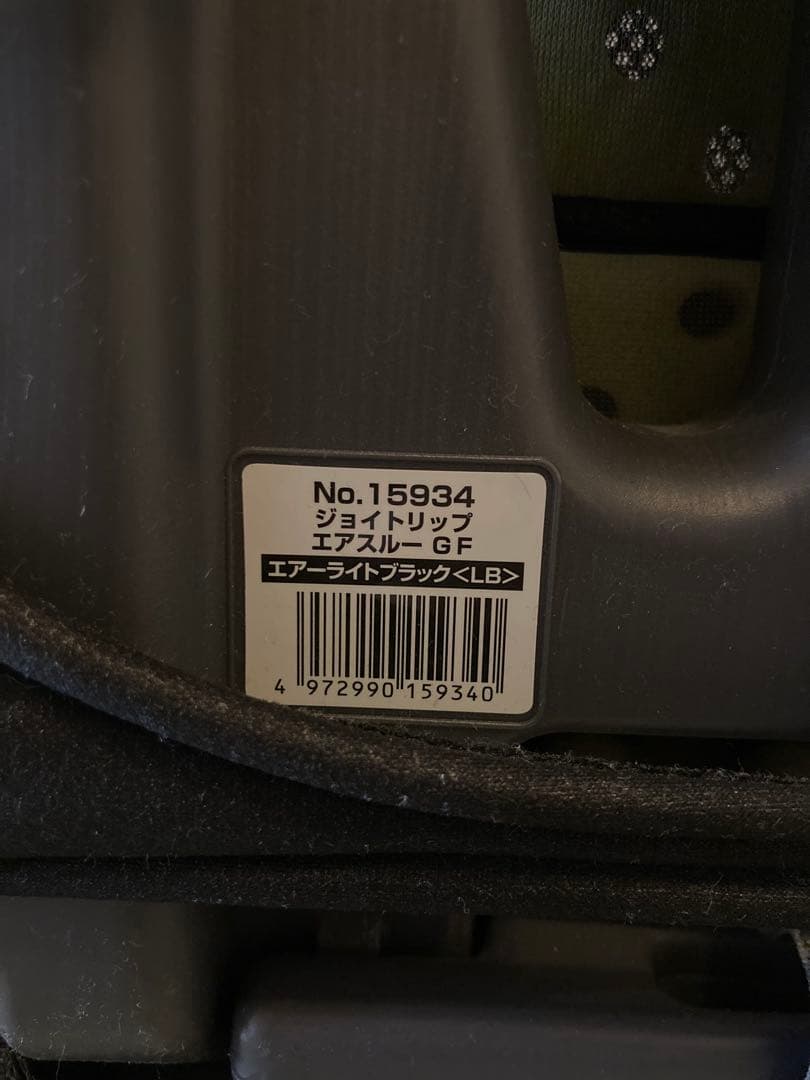 No.15934
ジョイトリップ
エアスルー GF
エアーライトブラック<LB>
4 972990 159340